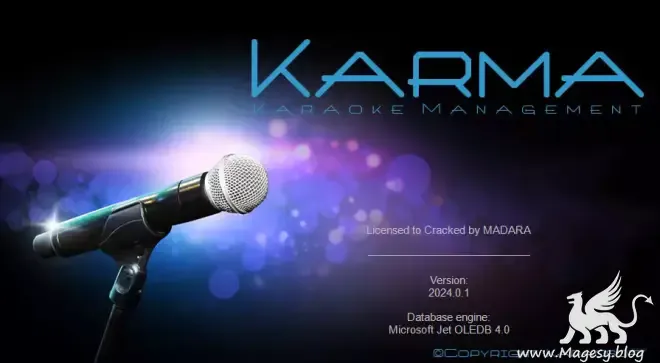 KARMA
KARAOKE MANAGEMENT
Licensed to Cracked by MADARA
Version:
2024.0.1
Database engine:
Microsoft Jet OLEDB 4.0
www.Magesy.blog